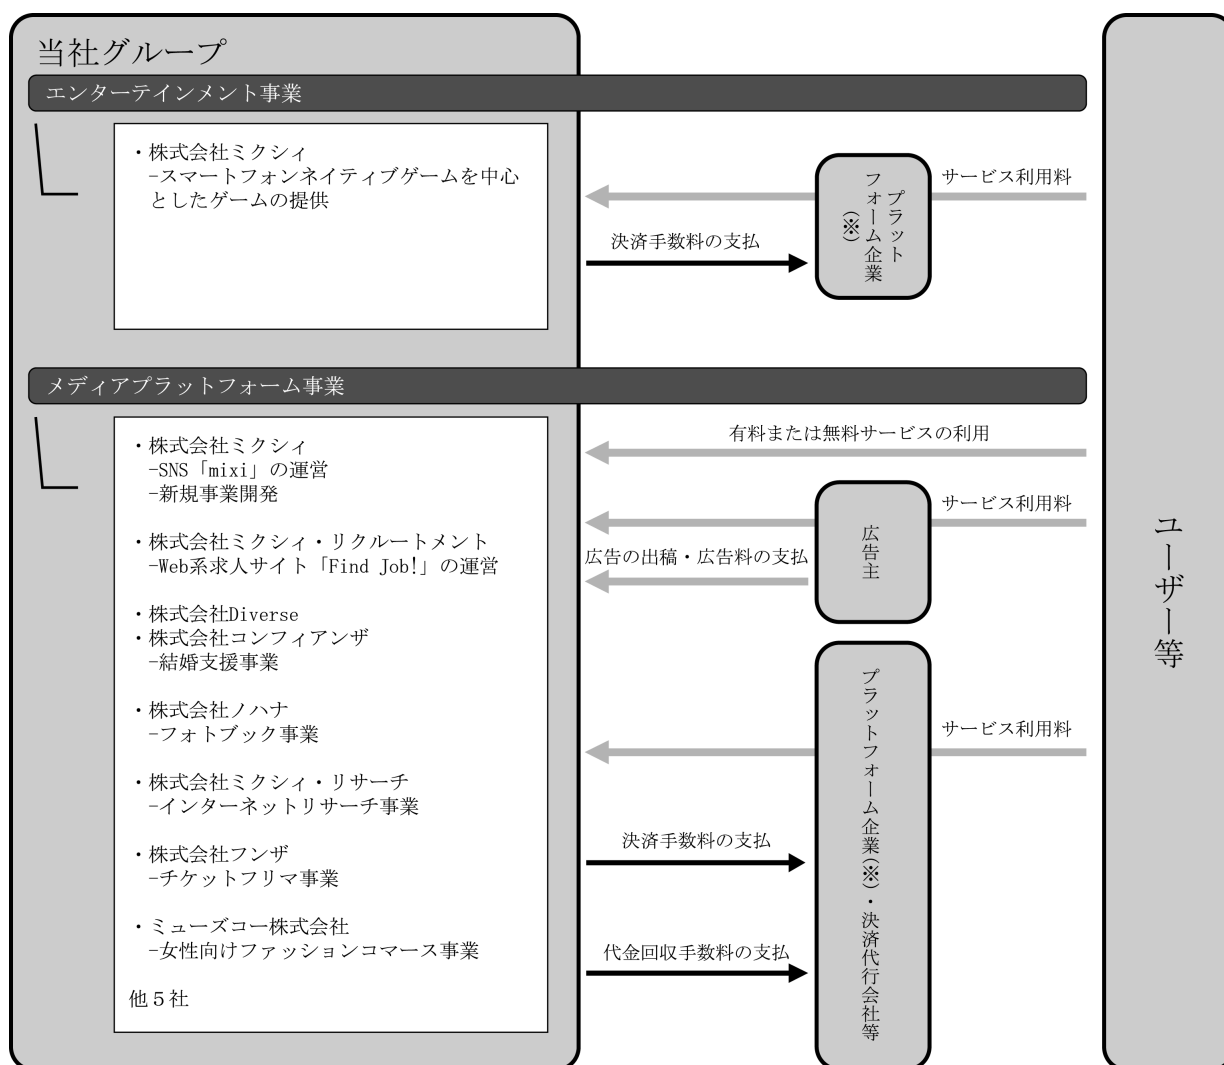 当社グループ
エンターテインメント事業
・株式会社ミクシィ
-スマートフォンネイティブゲームを中心
としたゲームの提供
サービス利用料
決済手数料の支払
プラット
フォーム企業
(※)
メディアプラットフォーム事業
・株式会社ミクシィ
-SNS「mixi」の運営
-新規事業開発
・株式会社ミクシィ・リクルートメント
-Web系求人サイト「Find Job!」の運営
・株式会社Diverse
・株式会社コンフィアンザ
-結婚支援事業
・株式会社ノハナ
-フォトブック事業
・株式会社ミクシィ・リサーチ
-インターネットリサーチ事業
・株式会社フンザ
-チケットフリマ事業
・ミューズコー株式会社
-女性向けファッションコマース事業
他5社
有料または無料サービスの利用
サービス利用料
広告の出稿・広告料の支払
広告主
サービス利用料
決済手数料の支払
代金回収手数料の支払
プラットフォーム企業(※)・決済代行会社等
ユーザー等